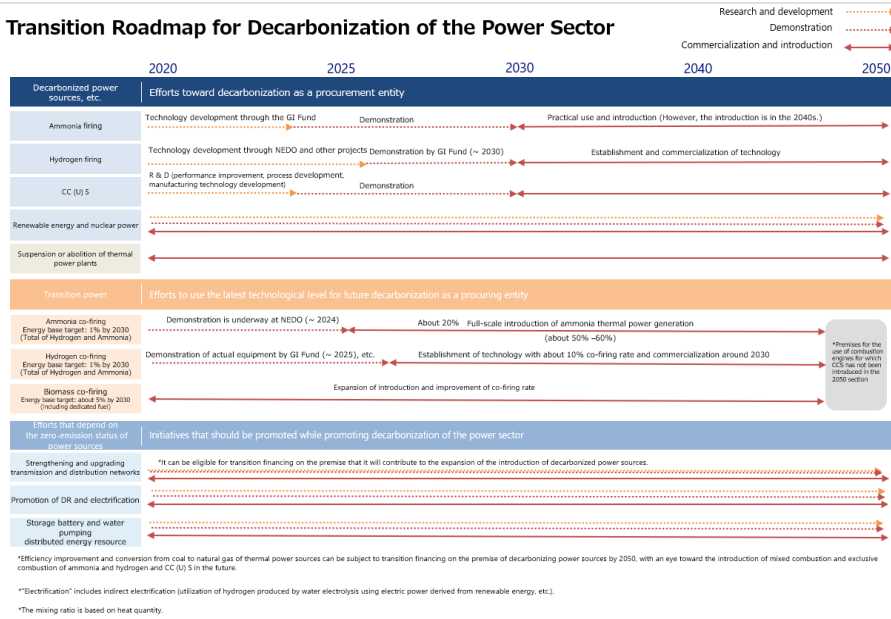 Transition Roadmap for Decarbonization of the Power Sector
Research and development
Demonstration
Commercialization and introduction
2020 2025 2030 2040 2050
Decarbonized power
sources, etc.
Efforts toward decarbonization as a procurement entity
Ammonia firing
Technology development through the GI Fund
Demonstration
Practical use and introduction (However, the introduction is in the 2040s.)
Hydrogen firing
Technology development through NEDO and other projects
Demonstration by GI Fund (~ 2030)
Establishment and commercialization of technology
CC (U) S
R & D (performance improvement, process development,
manufacturing technology development)
Demonstration
Renewable energy and nuclear power
Suspension or abolition of thermal
power plants
Transition power
Efforts to use the latest technological level for future decarbonization as a procuring entity
Ammonia co-firing
Energy base target: 1% by 2030
(Total of Hydrogen and Ammonia)
Demonstration is underway at NEDO (~ 2024)
About 20% Full-scale introduction of ammonia thermal power generation
(about 50% –60%)
Hydrogen co-firing
Energy base target: 1% by 2030
(Total of Hydrogen and Ammonia)
Demonstration of actual equipment by GI Fund (~ 2025), etc.
Establishment of technology with about 10% co-firing rate and commercialization around 2030
*Premises for the
use of combustion
engines for which
CCS has not been
introduced in the
2050 section
Biomass co-firing
Energy base target: about 5% by 2030
(including dedicated fuel)
Expansion of introduction and improvement of co-firing rate
Efforts that depend on
the zero-emission status of
power sources
Initiatives that should be promoted while promoting decarbonization of the power sector
Strengthening and upgrading
transmission and distribution networks
*It can be eligible for transition financing on the premise that it will contribute to the expansion of the introduction of decarbonized power sources.
Promotion of DR and electrification
Storage battery and water
pumping
distributed energy resource
*Efficiency improvement and conversion from coal to natural gas of thermal power sources can be subject to transition financing on the premise of decarbonizing power sources by 2050, with an eye toward the introduction of mixed combustion and exclusive
combustion of ammonia and hydrogen and CC (U) S in the future.
*"Electrification" includes indirect electrification (utilization of hydrogen produced by water electrolysis using electric power derived from renewable energy, etc.).
*The mixing ratio is based on heat quantity.